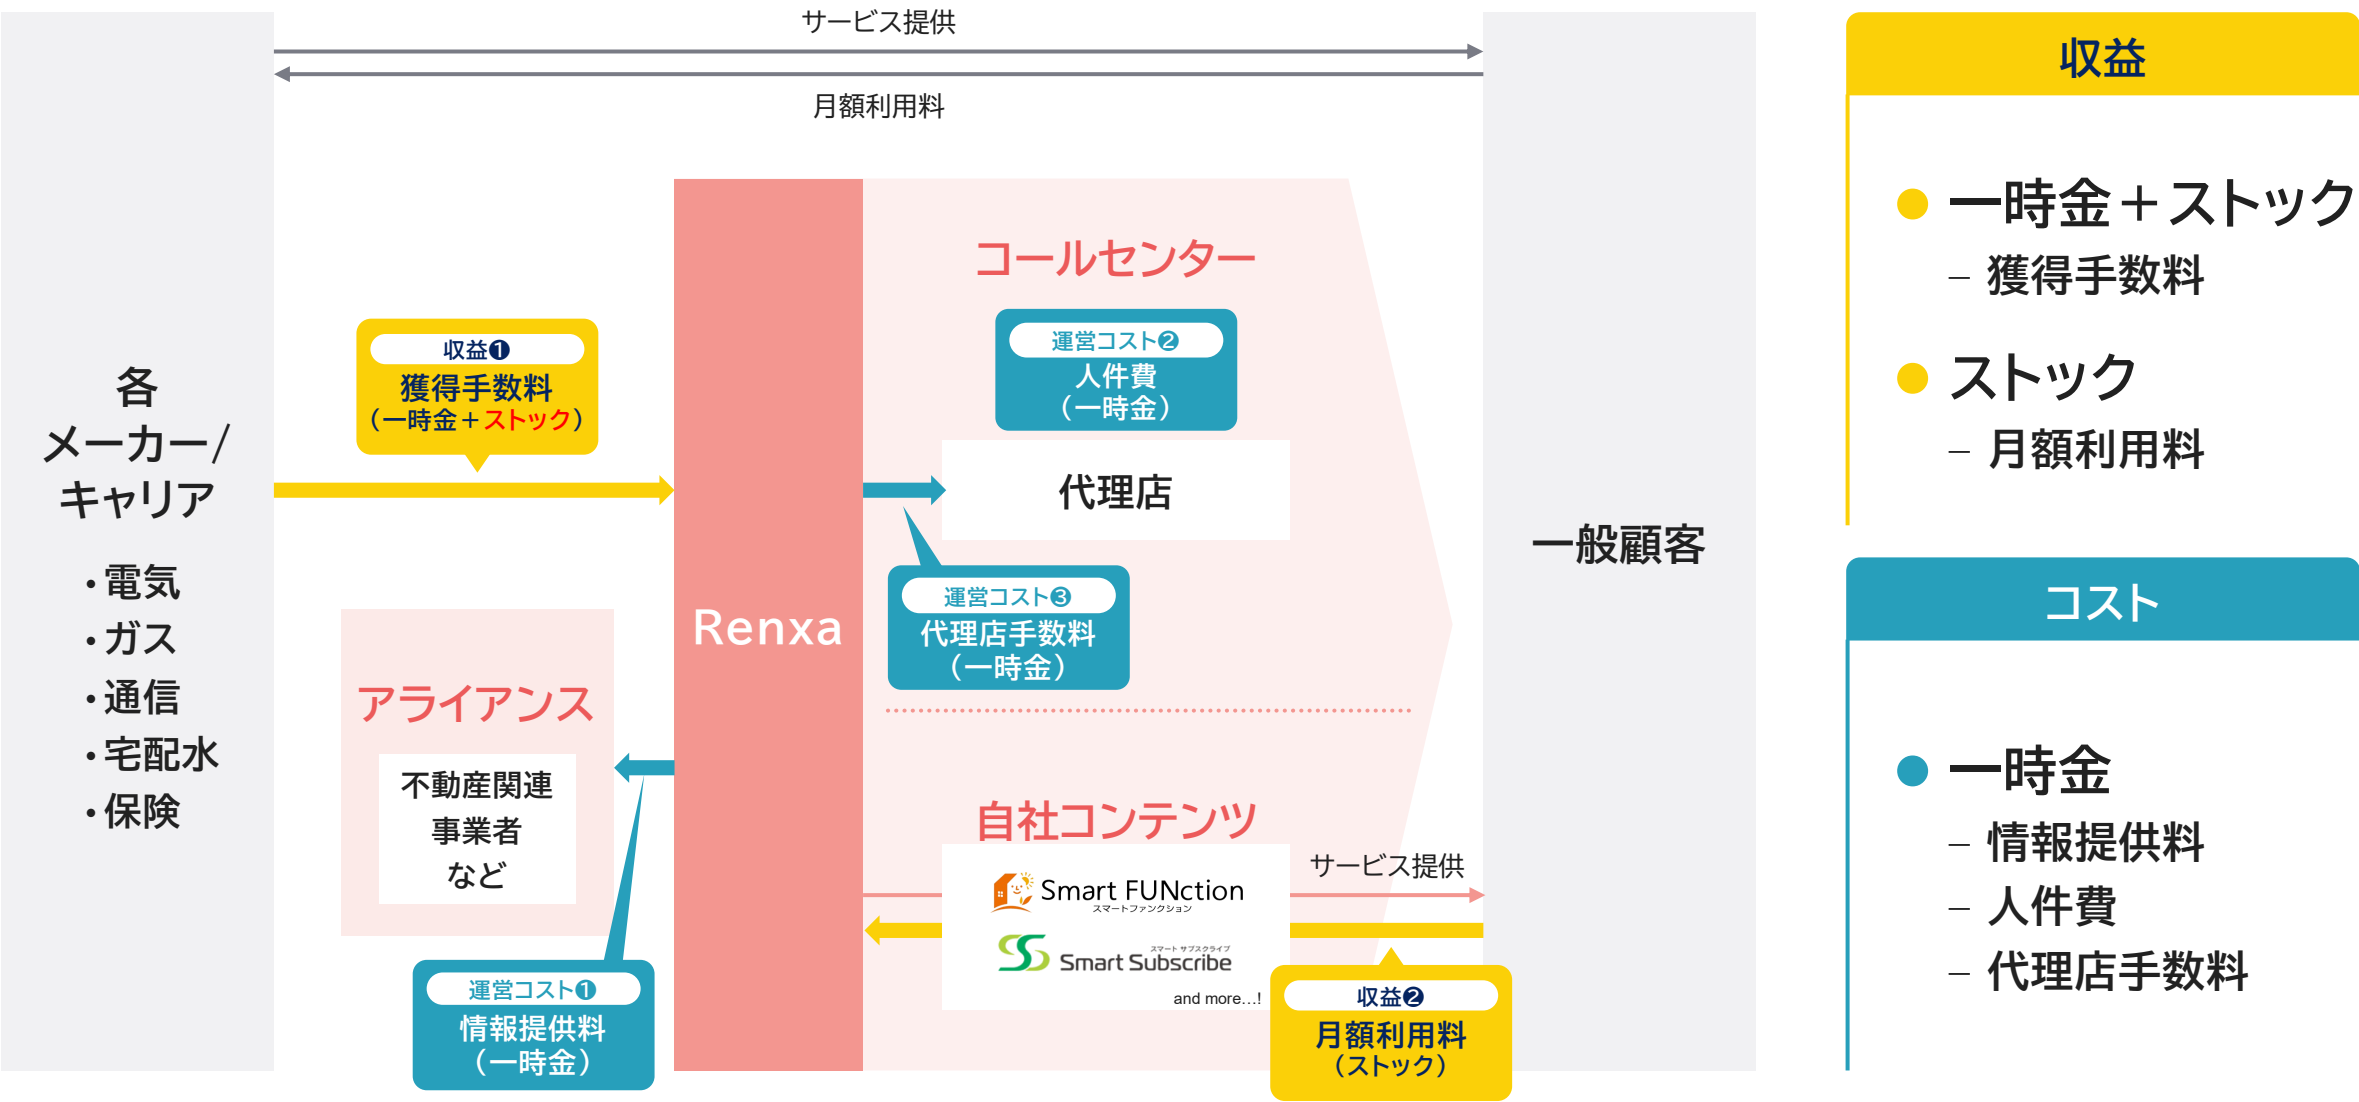 サービス提供
月額利用料
各
メーカー/
キャリア
・電気
・ガス
・通信
・宅配水
・保険
収益❶
獲得手数料
(一時金+ストック)
アライアンス
不動産関連
事業者
など
運営コスト❶
情報提供料
(一時金)
Renxa
コールセンター
運営コスト❷
人件費
(一時金)
代理店
運営コスト❸
代理店手数料
(一時金)
自社コンテンツ
Smart FUNction
スマートファンクション
スマート サブスクライブ
Smart Subscribe
and more…!
サービス提供
収益❷
月額利用料
(ストック)
一般顧客
収益
● 一時金+ストック
– 獲得手数料
● ストック
– 月額利用料
コスト
● 一時金
– 情報提供料
– 人件費
– 代理店手数料